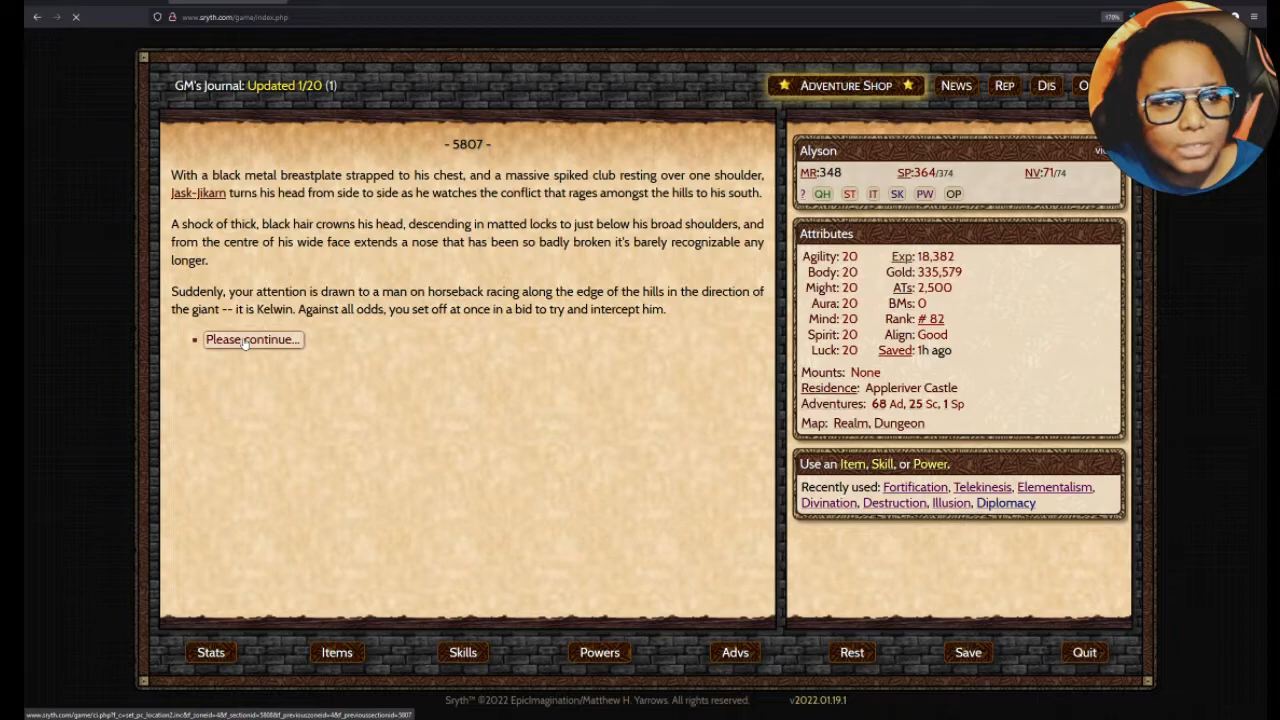 www.sryth.com/game/index.php
170%
GM's Journal: Updated 1/20 (1)
ADVENTURE SHOP
NEWS
REP
DIS
- 5807 -
With a black metal breastplate strapped to his chest, and a massive spiked club resting over one shoulder,
Jask-Jikarn turns his head from side to side as he watches the conflict that rages amongst the hills to his south.
A shock of thick, black hair crowns his head, descending in matted locks to just below his broad shoulders, and
from the centre of his wide face extends a nose that has been so badly broken it's barely recognizable any
longer.
Suddenly, your attention is drawn to a man on horseback racing along the edge of the hills in the direction of
the giant -- it is Kelwin. Against all odds, you set off at once in a bid to try and intercept him.
Please continue...
Alyson
MR:348 SP:364/374 NV:71/74
? QH ST IT SK PW OP
Attributes
Agility: 20 Exp: 18,382
Body: 20 Gold: 335,579
Might: 20 ATs: 2,500
Aura: 20 BMs: 0
Mind: 20 Rank: # 82
Spirit: 20 Align: Good
Luck: 20 Saved: 1h ago
Mounts: None
Residence: Appleriver Castle
Adventures: 68 Ad, 25 Sc, 1 Sp
Map: Realm, Dungeon
Use an Item, Skill, or Power.
Recently used: Fortification, Telekinesis, Elementalism,
Divination, Destruction, Illusion, Diplomacy
Stats Items Skills Powers Advs Rest Save Quit
Sryth™ ©2022 EpicImagination/Matthew H. Yarrows. All rights reserved. v2022.01.19.1